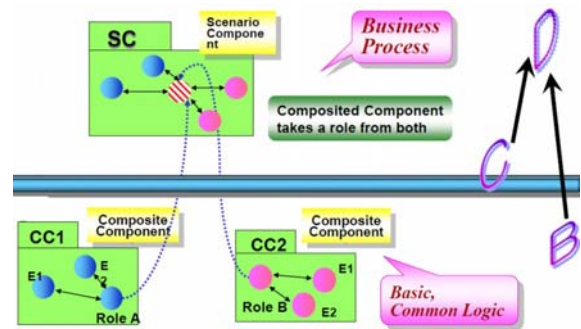 SC
Scenario
Compone
nt
Business
Process
D
Composited Component
takes a role from both
C
CC1
Composite
Component
E1
E
2
Role A
CC2
Composite
Component
E1
Role B
E2
B
Basic,
Common Logic